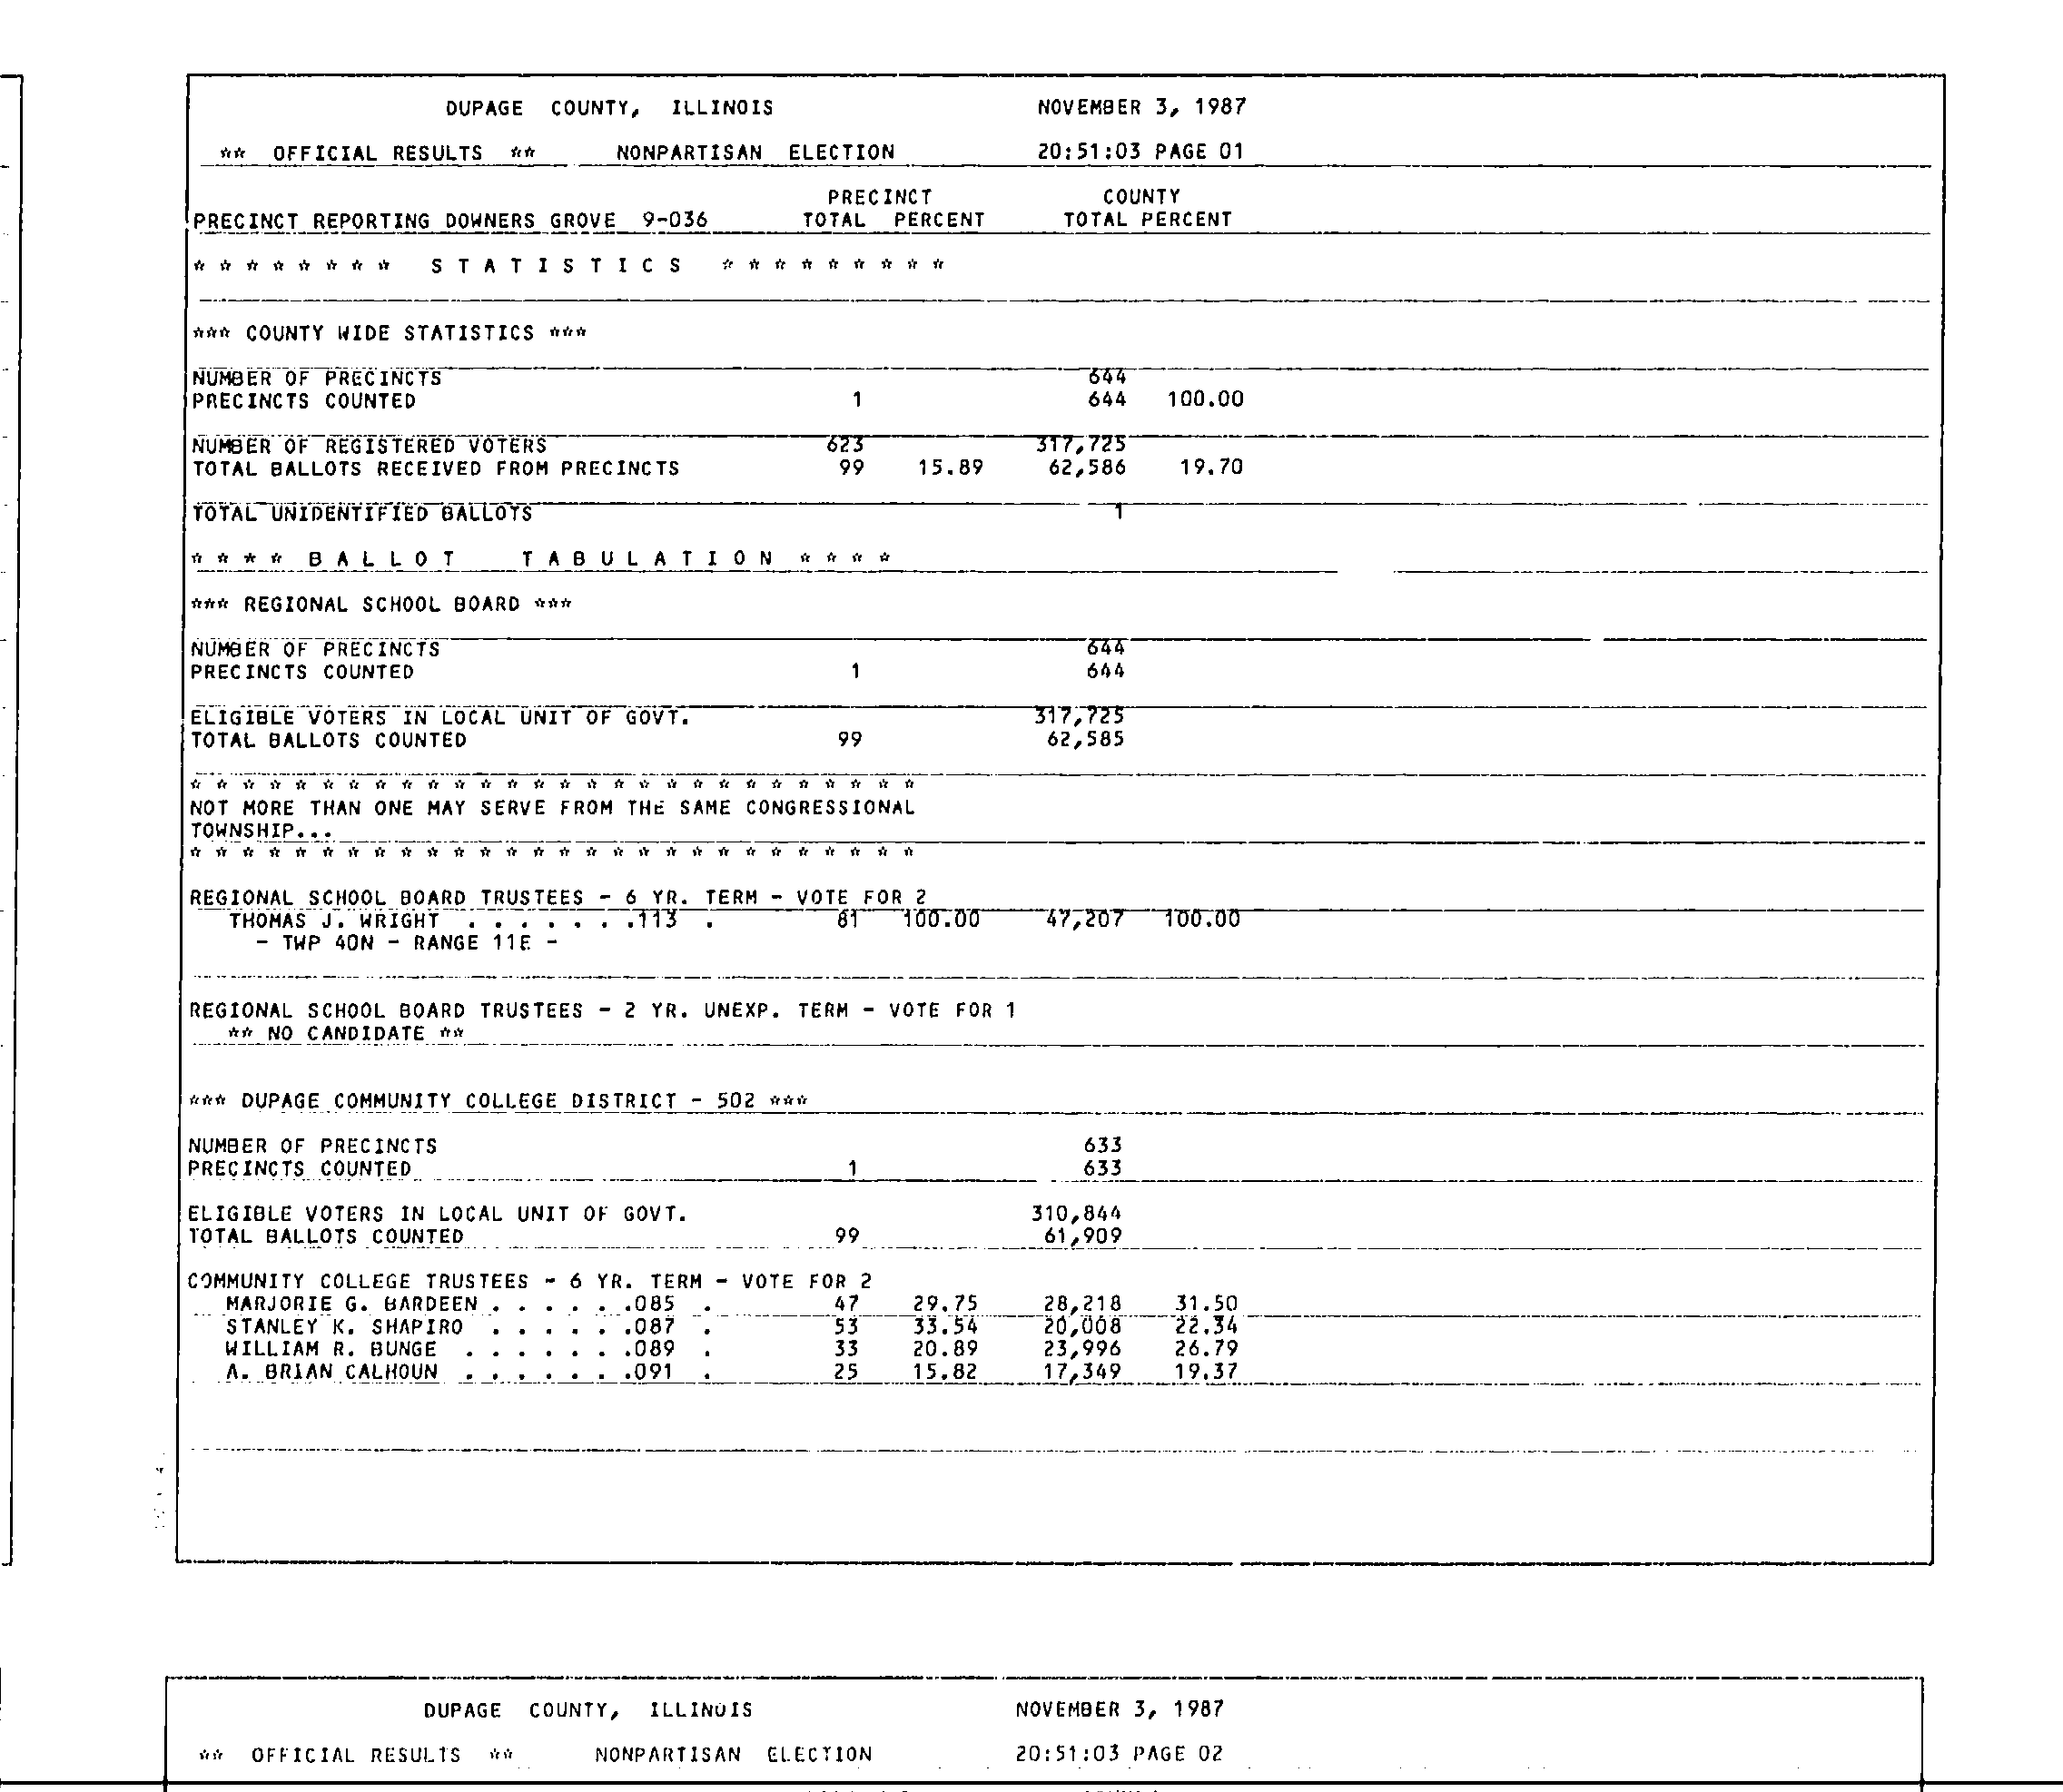 DUPAGE COUNTY, ILLINOIS NOVEMBER 3, 1987
** OFFICIAL RESULTS ** NONPARTISAN ELECTION 20:51:03 PAGE 01
PRECINCT COUNTY
PRECINCT REPORTING DOWNERS GROVE 9-036 TOTAL PERCENT TOTAL PERCENT
* * * * * * * * S T A T I S T I C S * * * * * * * * *
*** COUNTY WIDE STATISTICS ***
NUMBER OF PRECINCTS 644
PRECINCTS COUNTED 1 644 100.00
NUMBER OF REGISTERED VOTERS 623 317,725
TOTAL BALLOTS RECEIVED FROM PRECINCTS 99 15.89 62,586 19.70
TOTAL UNIDENTIFIED BALLOTS 1
* * * * B A L L O T T A B U L A T I O N * * * *
*** REGIONAL SCHOOL BOARD ***
NUMBER OF PRECINCTS 644
PRECINCTS COUNTED 1 644
ELIGIBLE VOTERS IN LOCAL UNIT OF GOVT. 317,725
TOTAL BALLOTS COUNTED 99 62,585
* * * * * * * * * * * * * * * * * * * * * * * * * * * *
NOT MORE THAN ONE MAY SERVE FROM THE SAME CONGRESSIONAL
TOWNSHIP...
* * * * * * * * * * * * * * * * * * * * * * * * * * * *
REGIONAL SCHOOL BOARD TRUSTEES - 6 YR. TERM - VOTE FOR 2
THOMAS J. WRIGHT . . . . . . .113 . 81 100.00 47,207 100.00
- TWP 40N - RANGE 11E -
REGIONAL SCHOOL BOARD TRUSTEES - 2 YR. UNEXP. TERM - VOTE FOR 1
** NO CANDIDATE **
*** DUPAGE COMMUNITY COLLEGE DISTRICT - 502 ***
NUMBER OF PRECINCTS 633
PRECINCTS COUNTED 1 633
ELIGIBLE VOTERS IN LOCAL UNIT OF GOVT. 310,844
TOTAL BALLOTS COUNTED 99 61,909
COMMUNITY COLLEGE TRUSTEES - 6 YR. TERM - VOTE FOR 2
MARJORIE G. BARDEEN . . . . . .085 . 47 29.75 28,218 31.50
STANLEY K. SHAPIRO . . . . . .087 . 53 33.54 20,008 22.34
WILLIAM R. BUNGE . . . . . . .089 . 33 20.89 23,996 26.79
A. BRIAN CALHOUN . . . . . . .091 . 25 15.82 17,349 19.37
DUPAGE COUNTY, ILLINOIS NOVEMBER 3, 1987
** OFFICIAL RESULTS ** NONPARTISAN ELECTION 20:51:03 PAGE 02